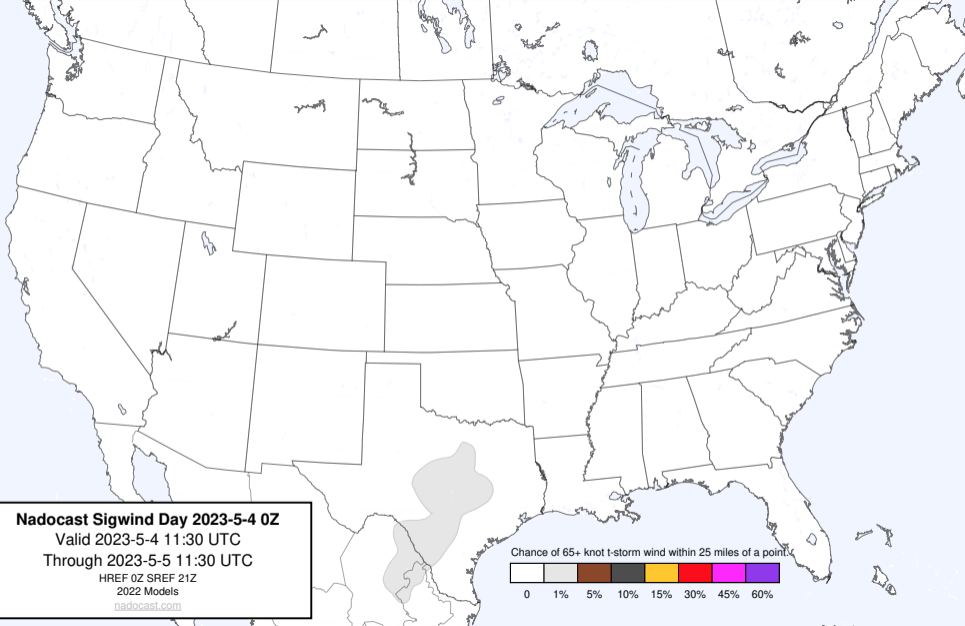 Nadocast Sigwind Day 2023-5-4 0Z
Valid 2023-5-4 11:30 UTC
Through 2023-5-5 11:30 UTC
HREF 0Z SREF 21Z
2022 Models
nadocast.com
Chance of 65+ knot t-storm wind within 25 miles of a point.
0 1% 5% 10% 15% 30% 45% 60%